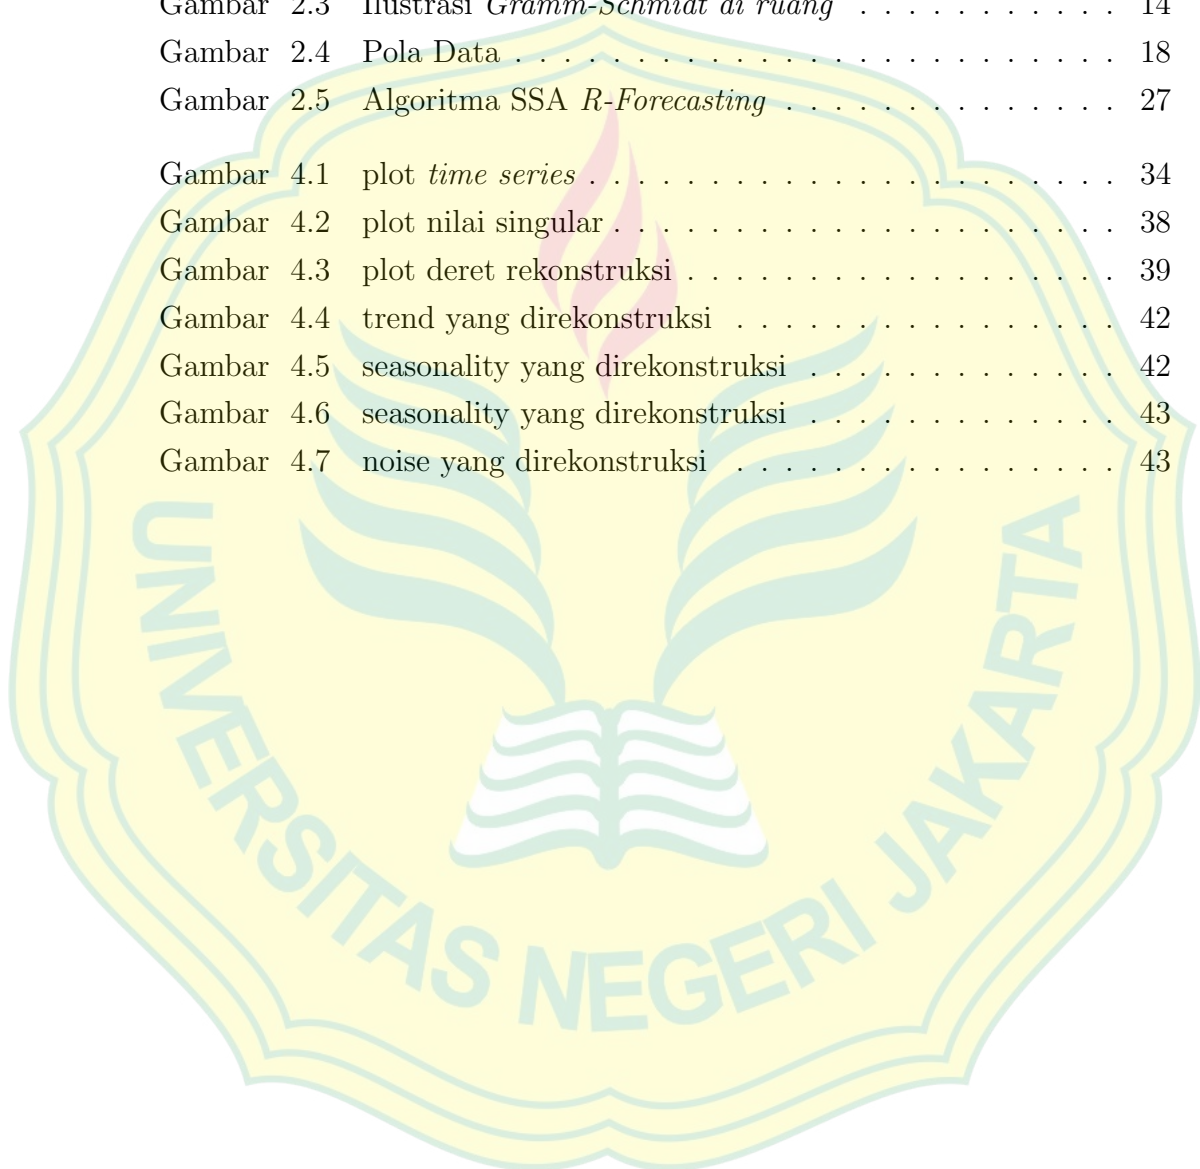 Gambar 2.3 Ilustrasi Gramm-Schmidt di ruang . . . . . . . . . . . 14
Gambar 2.4 Pola Data . . . . . . . . . . . . . . . . . . . . . . . . . 18
Gambar 2.5 Algoritma SSA R-Forecasting . . . . . . . . . . . . . . 27
Gambar 4.1 plot time series . . . . . . . . . . . . . . . . . . . . . . 34
Gambar 4.2 plot nilai singular . . . . . . . . . . . . . . . . . . . . . 38
Gambar 4.3 plot deret rekonstruksi . . . . . . . . . . . . . . . . . . 39
Gambar 4.4 trend yang direkonstruksi . . . . . . . . . . . . . . . . 42
Gambar 4.5 seasonality yang direkonstruksi . . . . . . . . . . . . . 42
Gambar 4.6 seasonality yang direkonstruksi . . . . . . . . . . . . . 43
Gambar 4.7 noise yang direkonstruksi . . . . . . . . . . . . . . . . 43
UNIVERSITAS NEGERI JAKARTA